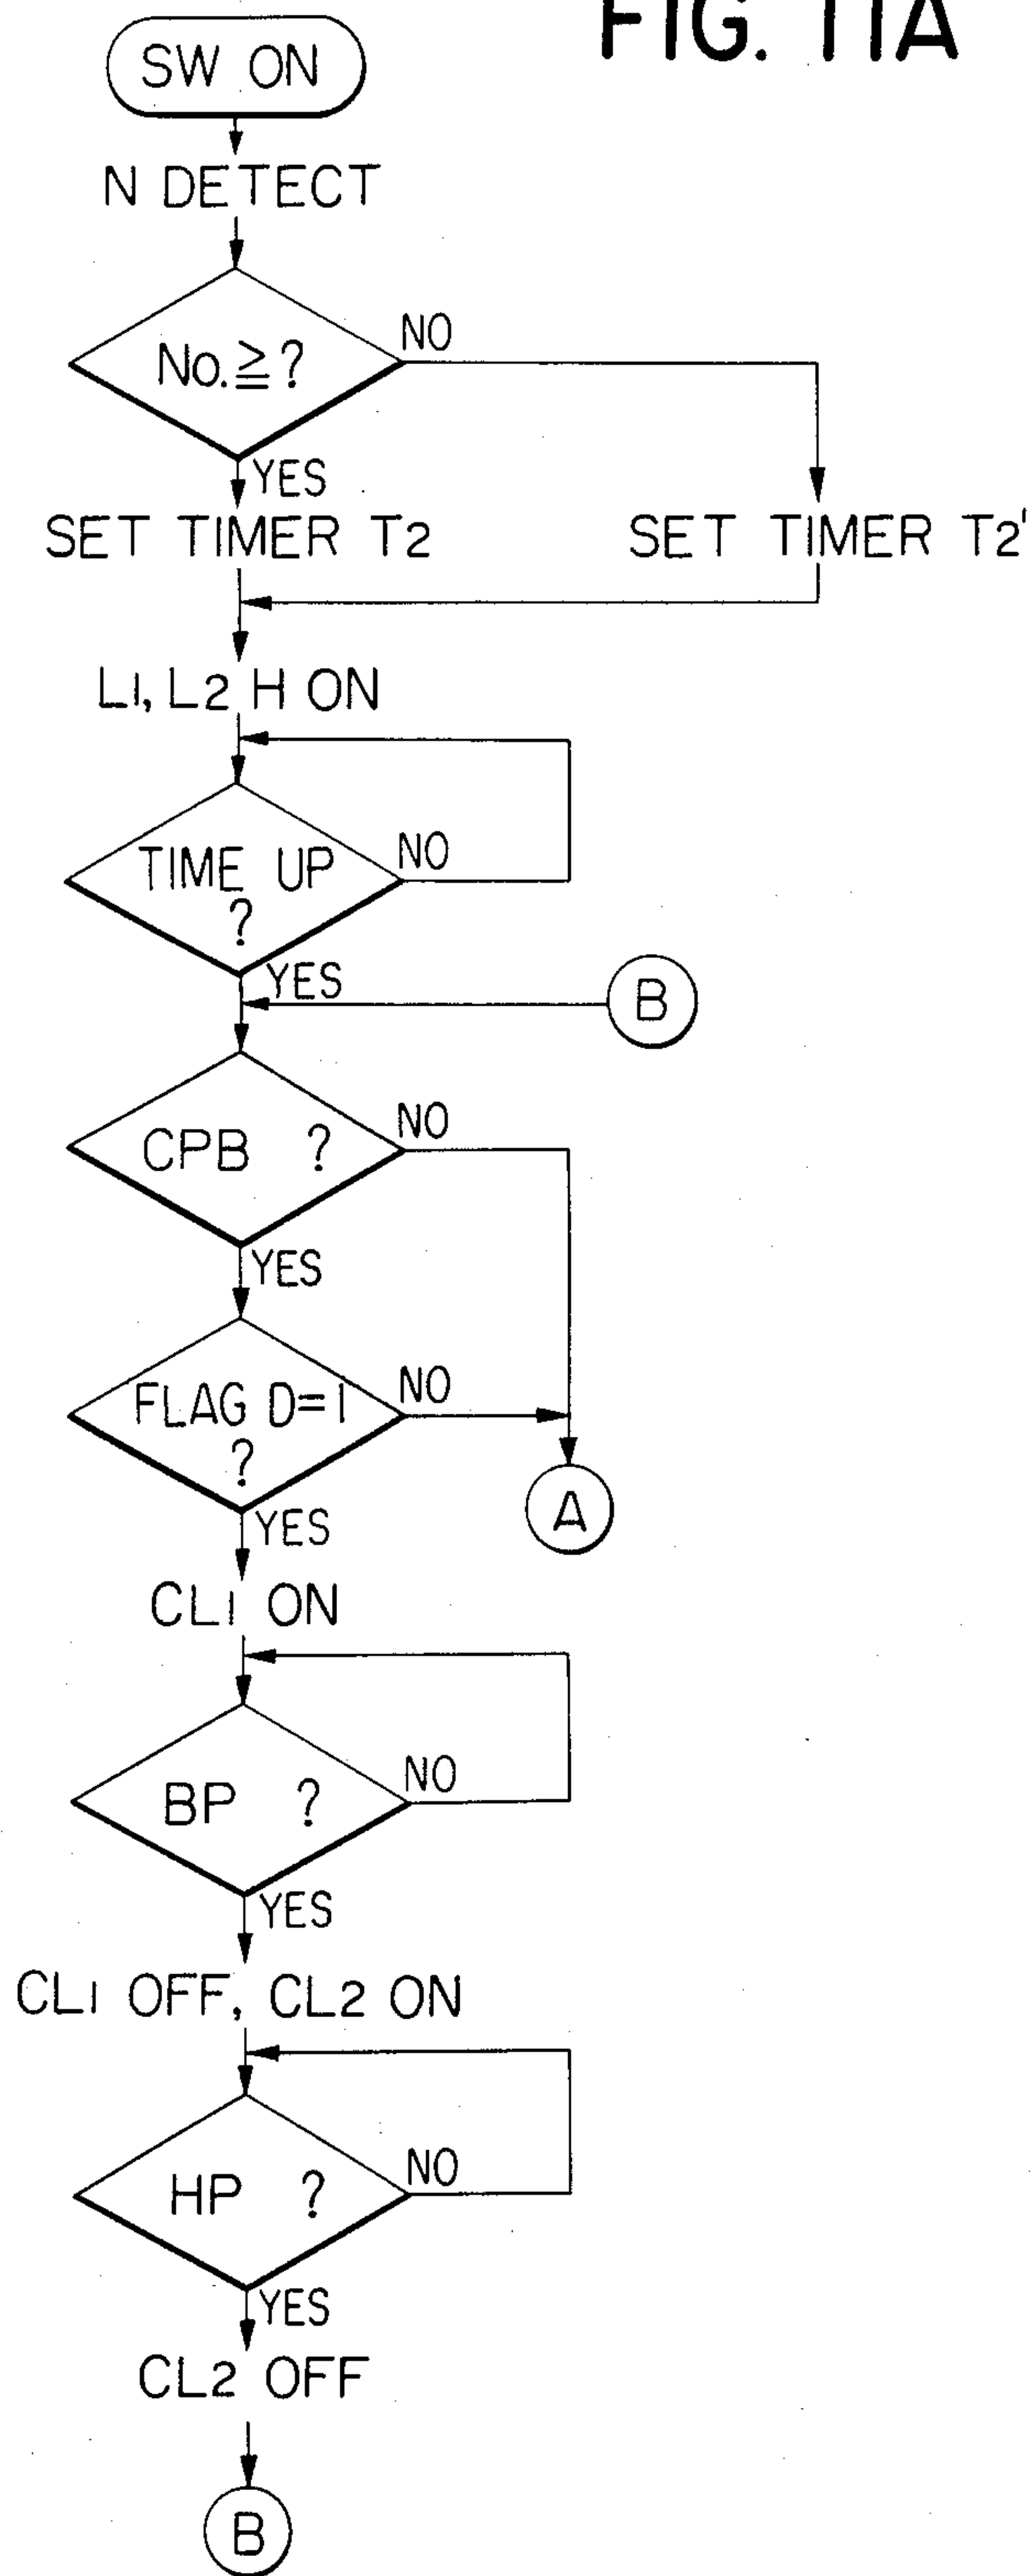 FIG. 11A
SW ON
N DETECT
No. ≧ ?
NO
YES
SET TIMER T2
SET TIMER T2'
L1, L2 H ON
TIME UP
?
NO
YES
B
CPB ?
NO
YES
FLAG D=1
?
NO
YES
A
CL1 ON
BP ?
NO
YES
CL1 OFF, CL2 ON
HP ?
NO
YES
CL2 OFF
B